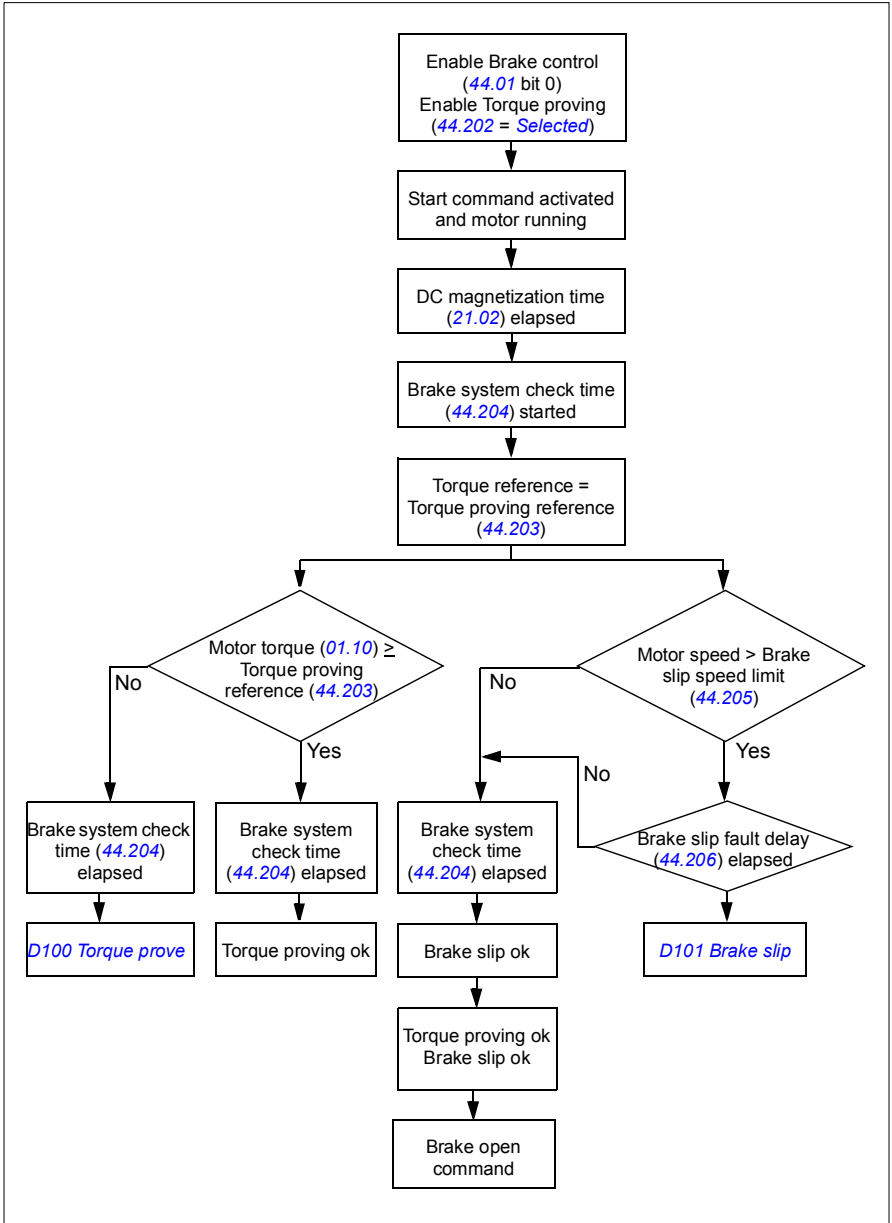 Enable Brake control
(44.01 bit 0)
Enable Torque proving
(44.202 = Selected)
Start command activated
and motor running
DC magnetization time
(21.02) elapsed
Brake system check time
(44.204) started
Torque reference =
Torque proving reference
(44.203)
Motor torque (01.10) ≥
Torque proving
reference (44.203)
No
Yes
Motor speed > Brake
slip speed limit
(44.205)
No
Yes
No
Brake system check
time (44.204)
elapsed
Brake system
check time
(44.204) elapsed
Brake system
check time
(44.204) elapsed
Brake slip fault delay
(44.206) elapsed
D100 Torque prove
Torque proving ok
Brake slip ok
D101 Brake slip
Torque proving ok
Brake slip ok
Brake open
command